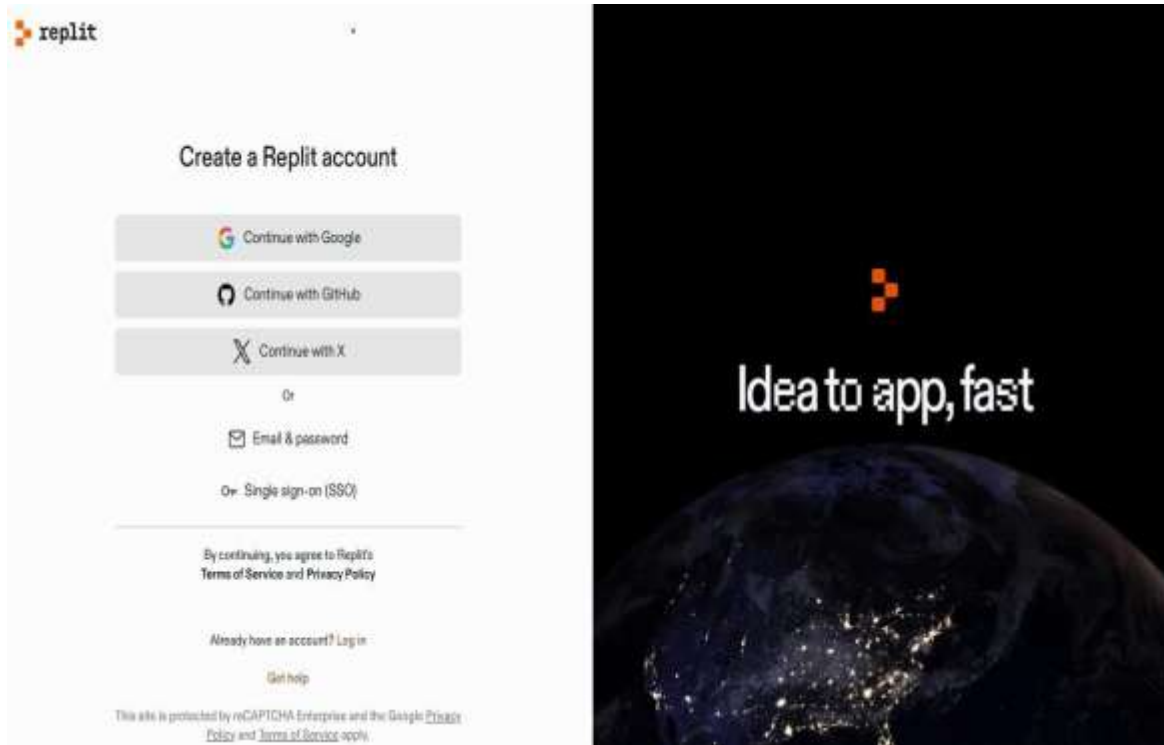 replit
Create a Replit account
Continue with Google
Continue with GitHub
Continue with X
Or
Email & password
Single sign-on (SSO)
By continuing, you agree to Replit's
Terms of Service and Privacy Policy
Already have an account? Log in
Get help
This site is protected by reCAPTCHA Enterprise and the Google Privacy
Policy and Terms of Service apply.
Idea to app, fast